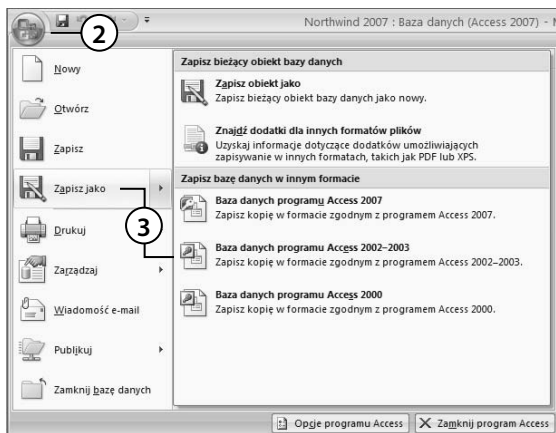 Northwind 2007 : Baza danych (Access 2007) - M
2
Nowy
Otwórz
Zapisz
Zapisz jako
3
Drukuj
Zarządzaj
Wiadomość e-mail
Publikuj
Zamknij bazę danych
Zapisz bieżący obiekt bazy danych
Zapisz obiekt jako
Zapisz bieżący obiekt bazy danych jako nowy.
Znajdź dodatki dla innych formatów plików
Uzyskaj informacje dotyczące dodatków umożliwiających
zapisywanie w innych formatach, takich jak PDF lub XPS.
Zapisz bazę danych w innym formacie
Baza danych programu Access 2007
Zapisz kopię w formacie zgodnym z programem Access 2007.
Baza danych programu Access 2002–2003
Zapisz kopię w formacie zgodnym z programem Access 2002–2003.
Baza danych programu Access 2000
Zapisz kopię w formacie zgodnym z programem Access 2000.
Opcje programu Access
Zamknij program Access